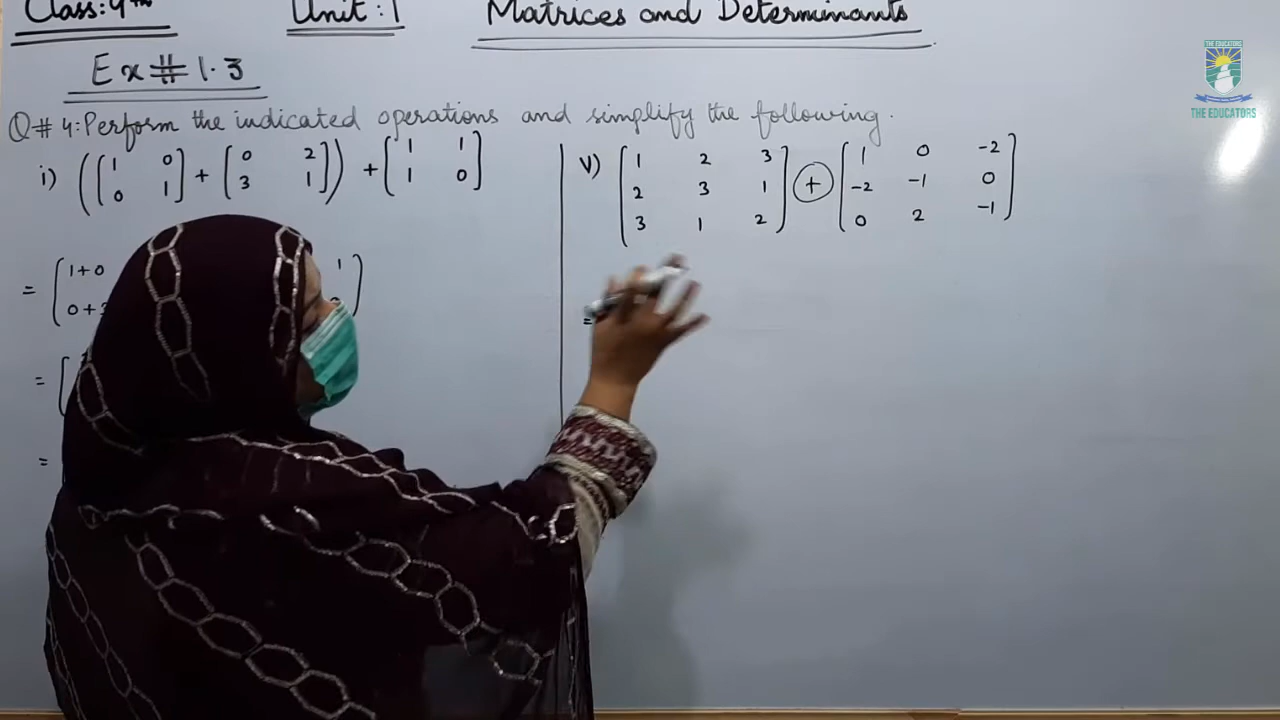 Class:9th Unit:1 Matrices and Determinants
Ex# 1.3
Q# 4: Perform the indicated operations and simplify the following.
i) ([1 0 + [0 2) + [1 1
0 1] 3 1] 1 0]
v) [1 2 3 + [1 0 -2
2 3 1 -2 -1 0
3 1 2] 0 2 -1]
= [1+0 1
0+
=
=
=
THE EDUCATORS
THE EDUCATORS